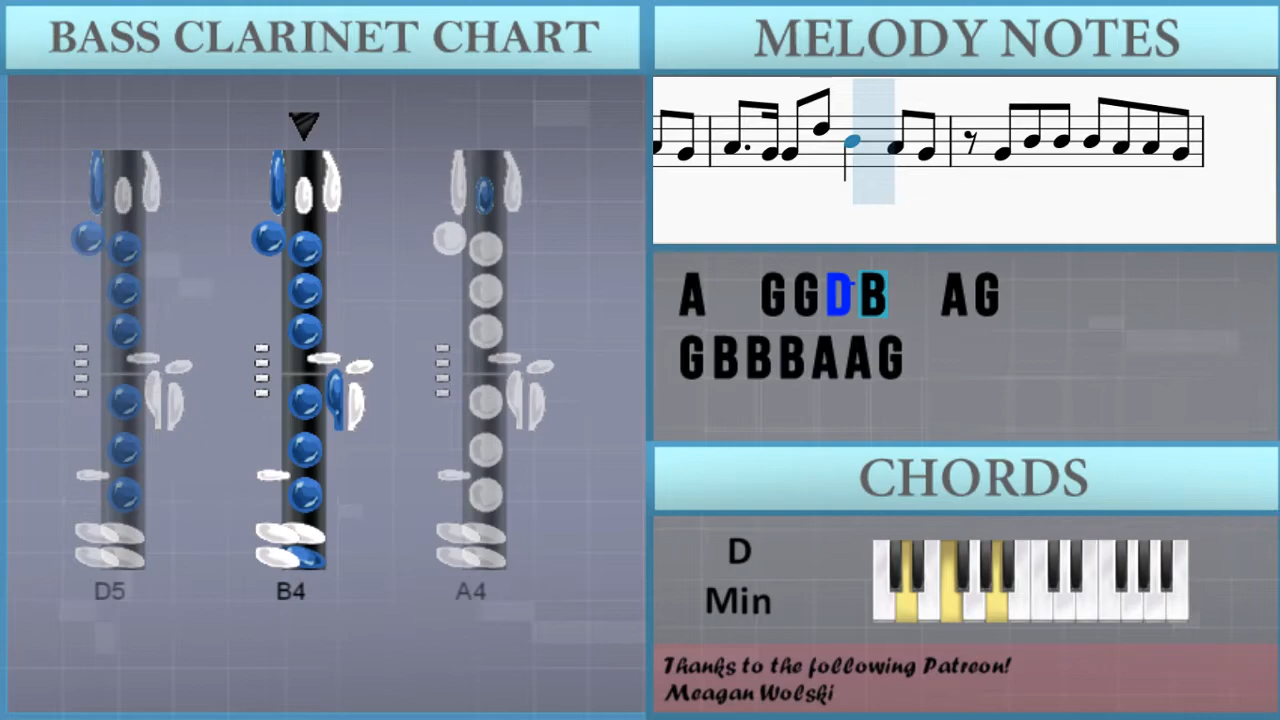 BASS CLARINET CHART
D5
B4
A4
MELODY NOTES
A GGDB AG
GBBBAAG
CHORDS
D
Min
Thanks to the following Patreon!
Meagan Wolski